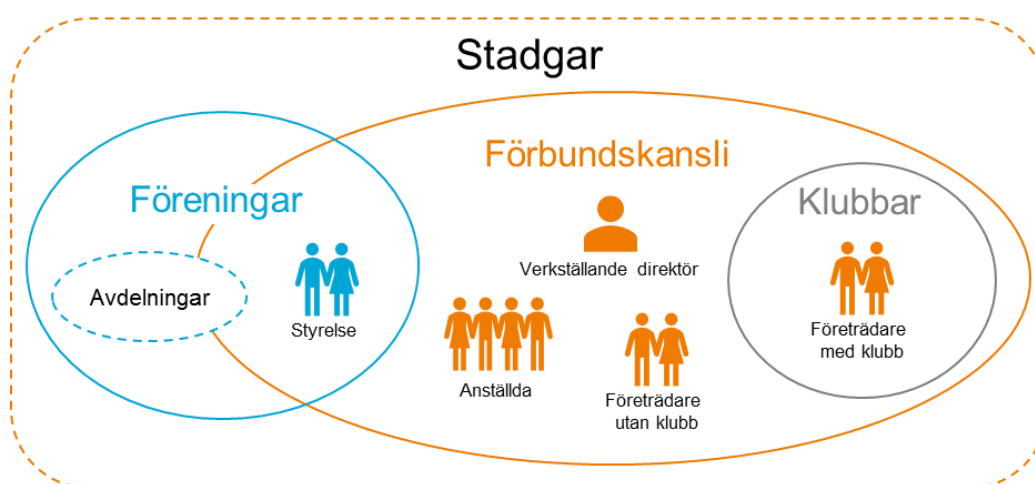 Stadgar
Förbundskansli
Föreningar
Klubbar
Verkställande direktör
Avdelningar
Styrelse
Företrädare
med klubb
Anställda
Företrädare
utan klubb